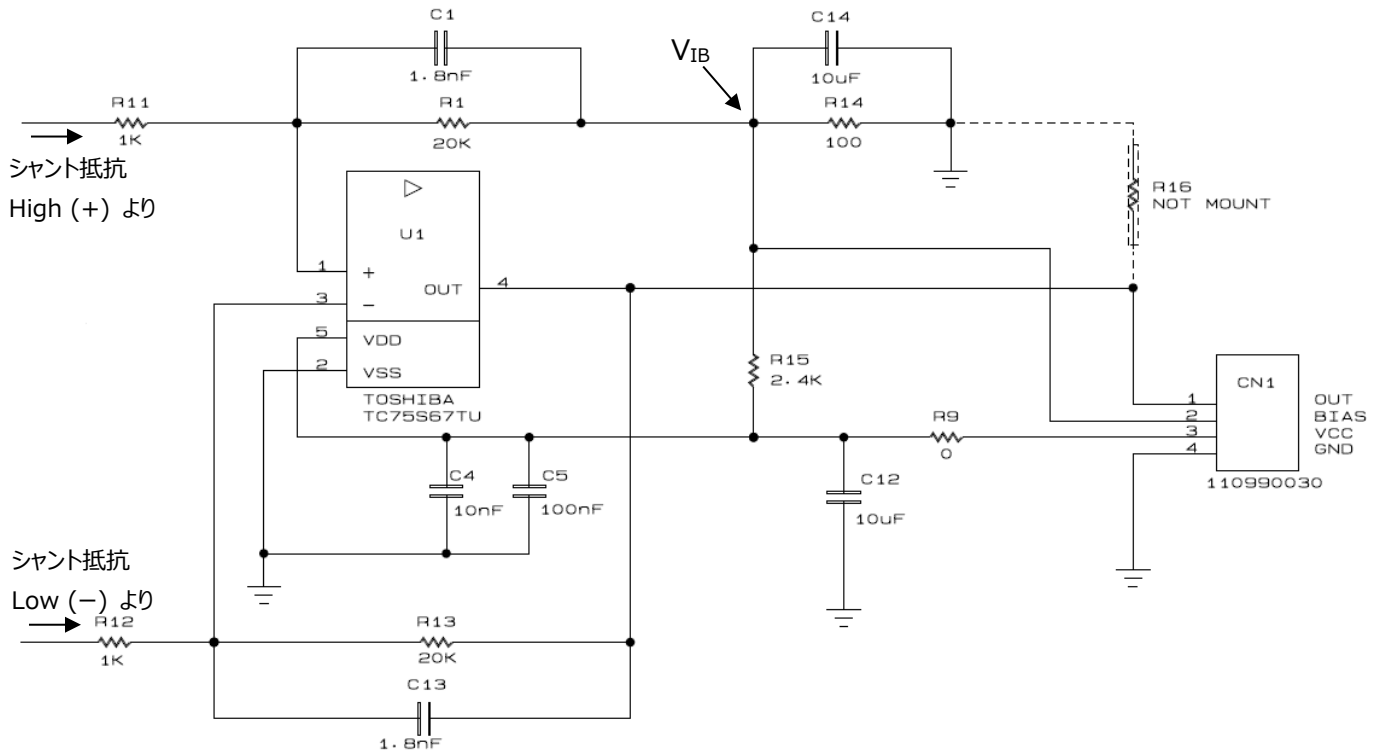 C1
1.8nF
C14
10uF
VIB
R11
1K
R1
20K
R14
100
シャント抵抗
High (+) より
R16
NOT MOUNT
U1
1
+
OUT
4
3
−
5
VDD
2
VSS
TOSHIBA
TC75S67TU
R15
2.4K
CN1
1
OUT
2
BIAS
3
VCC
4
GND
110990030
R9
0
C4
10nF
C5
100nF
C12
10uF
シャント抵抗
Low (−) より
R12
1K
R13
20K
C13
1.8nF